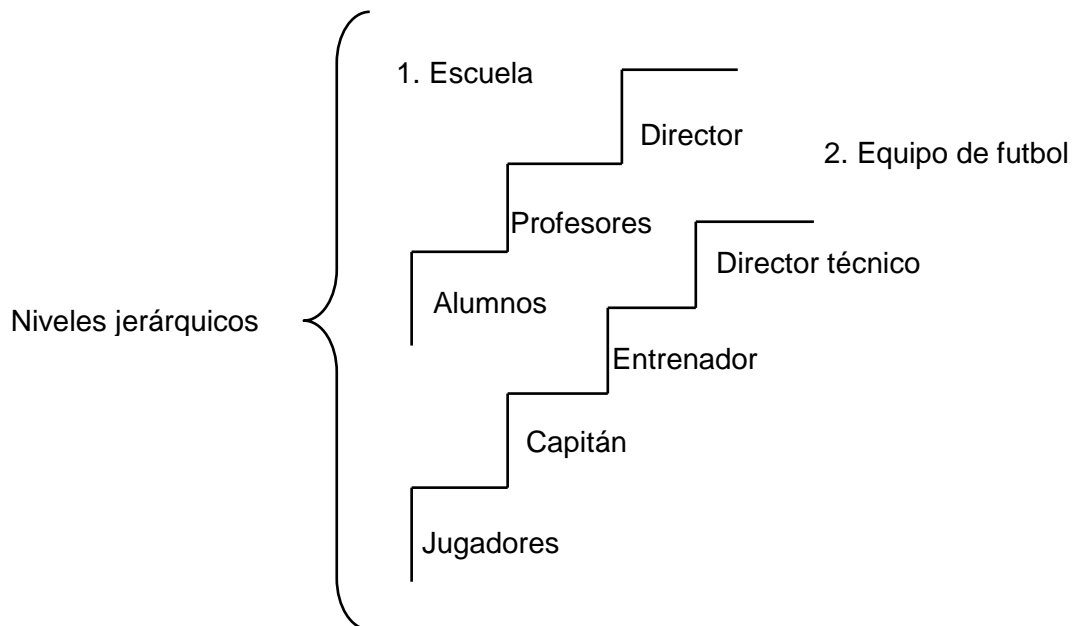 1. Escuela
Director
2. Equipo de futbol
Profesores
Director técnico
Alumnos
Niveles jerárquicos
Entrenador
Capitán
Jugadores